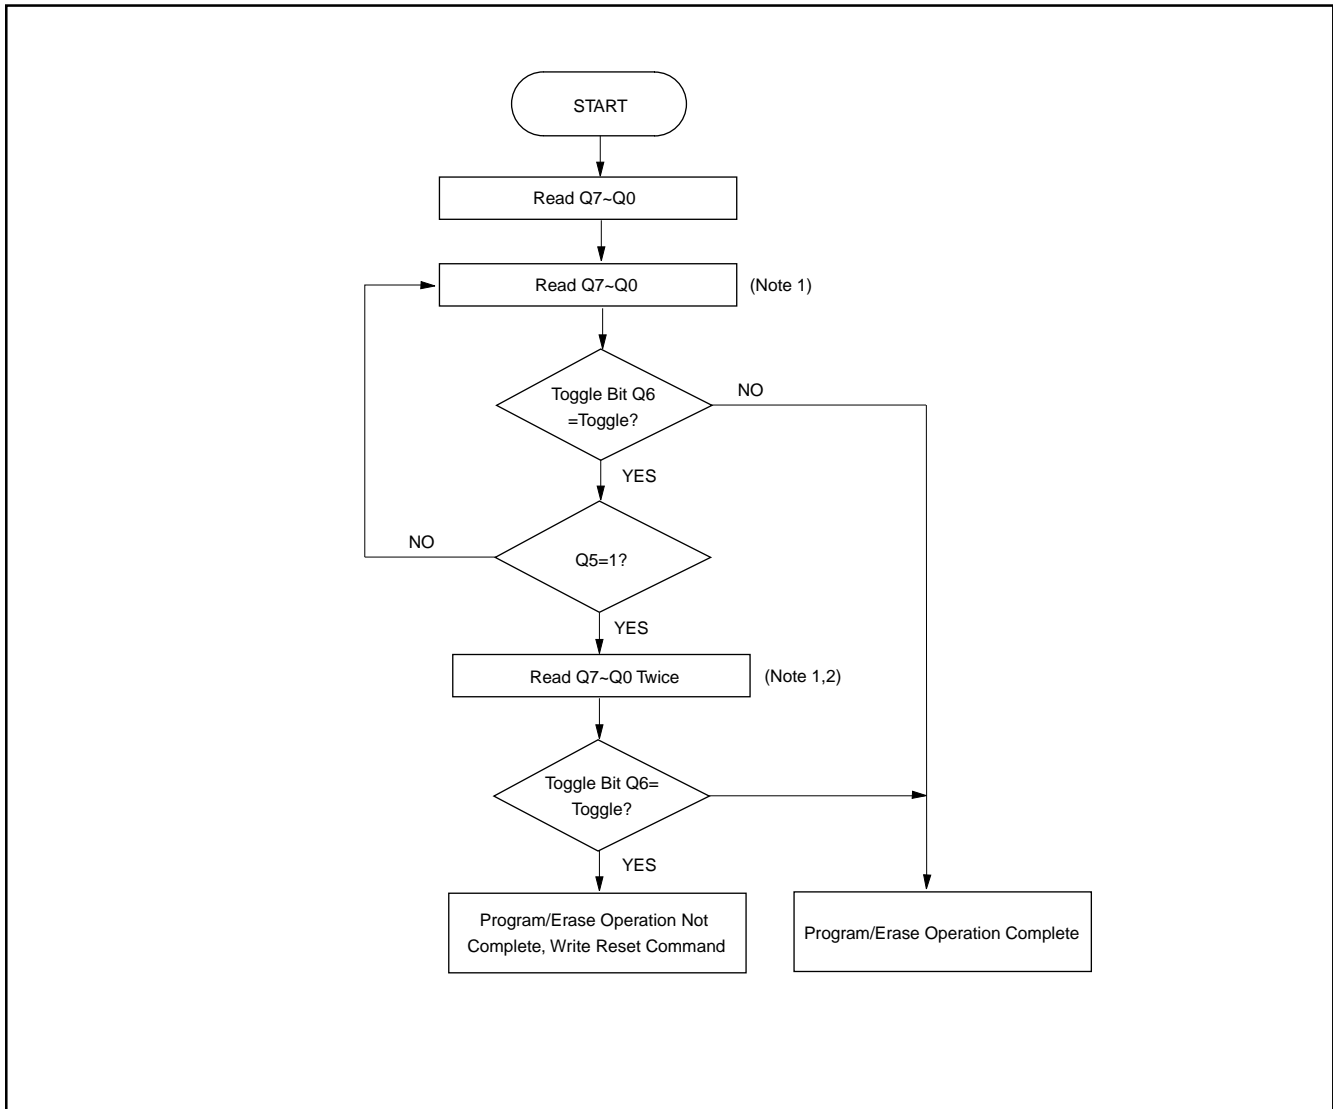 START
Read Q7~Q0
Read Q7~Q0
(Note 1)
Toggle Bit Q6
=Toggle?
NO
YES
NO
Q5=1?
YES
Read Q7~Q0 Twice
(Note 1,2)
Toggle Bit Q6=
Toggle?
YES
Program/Erase Operation Not
Complete, Write Reset Command
Program/Erase Operation Complete